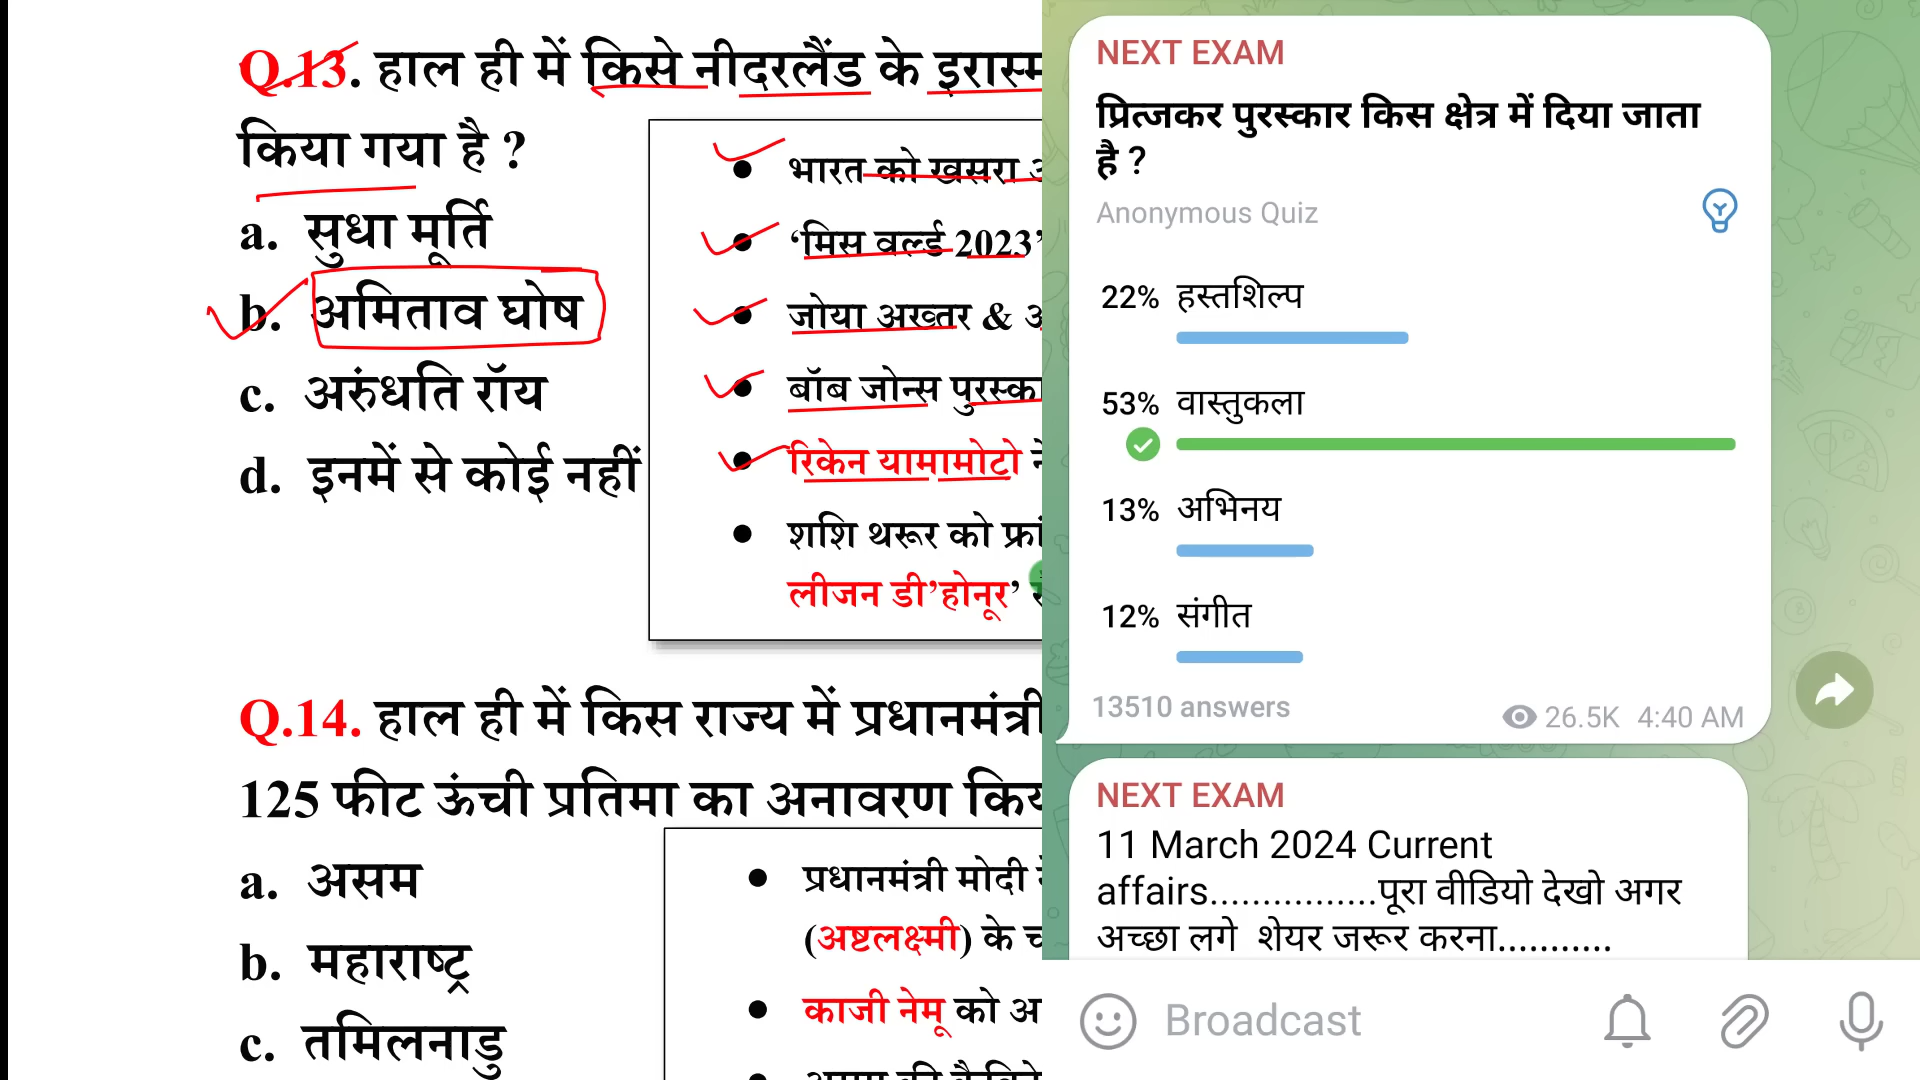 Q.13. हाल ही में किसे नीदरलैंड के इरास्म
किया गया है ?
a. सुधा मूर्ति
b. अमिताव घोष
c. अरुंधति रॉय
d. इनमें से कोई नहीं
• भारत को खसरा
• ‘मिस वर्ल्ड 2023’
• जोया अख्तर &
• बॉब जोन्स पुरस्का
• रिकेन यामामोटो ने
• शशि थरूर को फ्रां
लीजन डी’होनूर’
Q.14. हाल ही में किस राज्य में प्रधानमंत्री
125 फीट ऊंची प्रतिमा का अनावरण किय
a. असम
b. महाराष्ट्र
c. तमिलनाडु
• प्रधानमंत्री मोदी ने
(अष्टलक्ष्मी) के
• काजी नेमू को अ
NEXT EXAM
प्रित्जकर पुरस्कार किस क्षेत्र में दिया जाता
है ?
Anonymous Quiz
22% हस्तशिल्प
53% वास्तुकला
13% अभिनय
12% संगीत
13510 answers
26.5K 4:40 AM
NEXT EXAM
11 March 2024 Current
affairs................पूरा वीडियो देखो अगर
अच्छा लगे शेयर जरूर करना...........
Broadcast